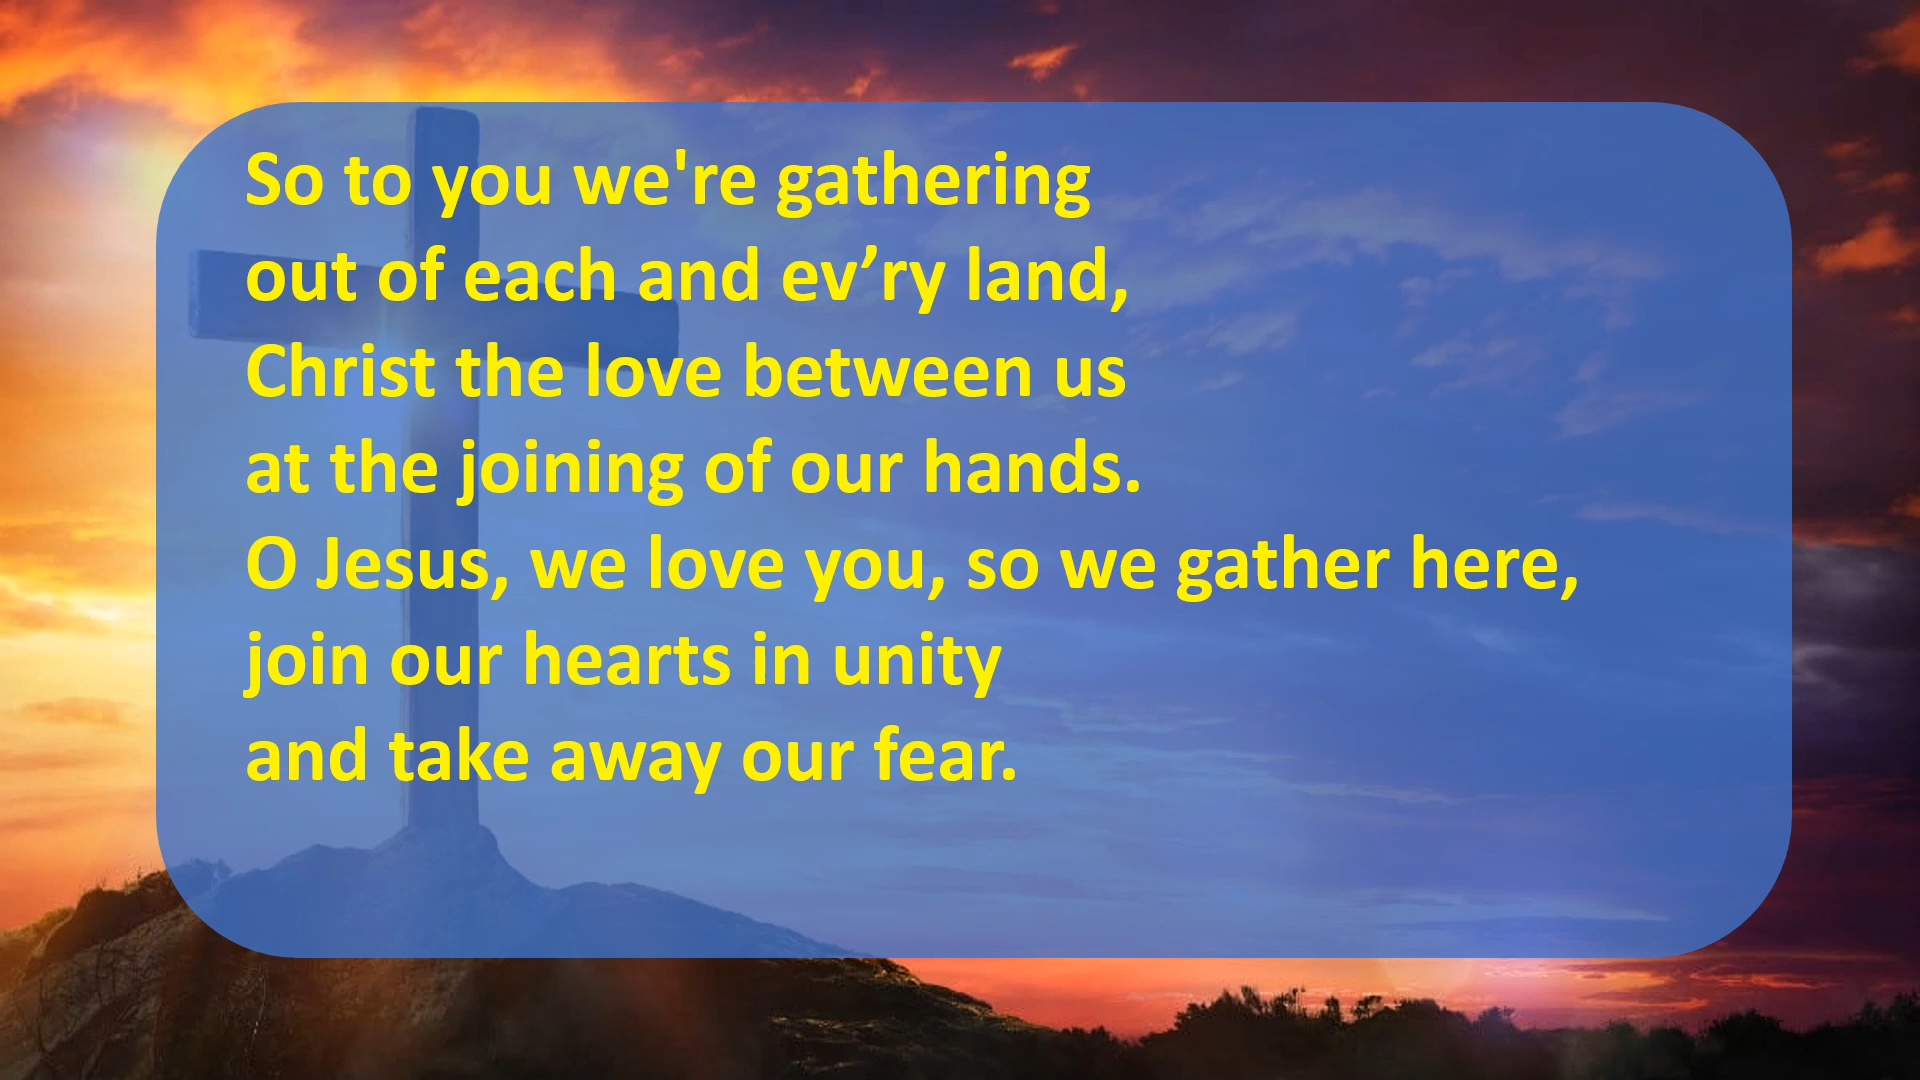 So to you we're gathering
out of each and ev’ry land,
Christ the love between us
at the joining of our hands.
O Jesus, we love you, so we gather here,
join our hearts in unity
and take away our fear.